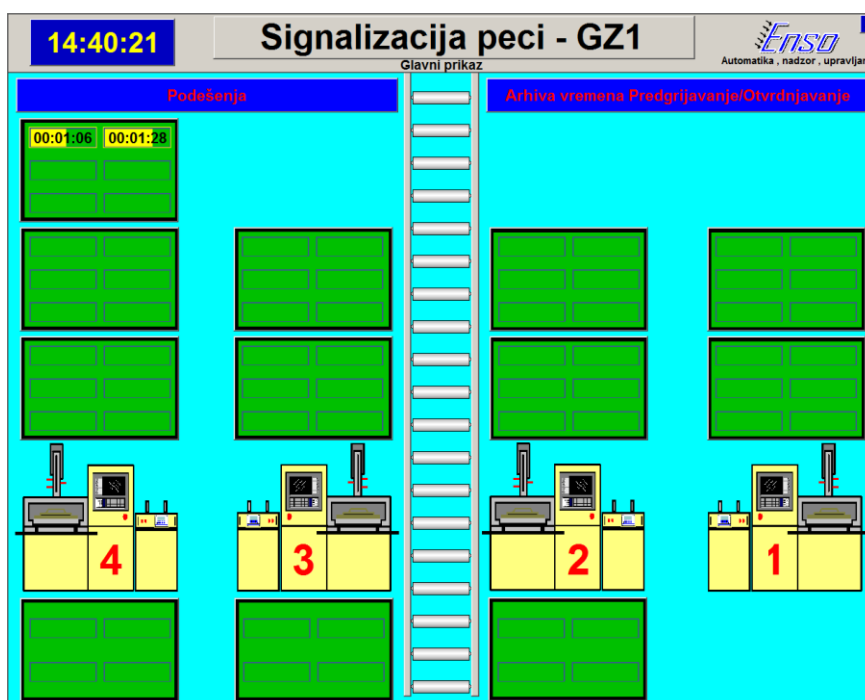 14:40:21
Signalizacija peci - GZ1
Glavni prikaz
Enso
Automatika , nadzor , upravljan
Podešenja
Arhiva vremena Predgrijavanje/Otvrdnjavanje
00:01:06 00:01:28
4
3
2
1